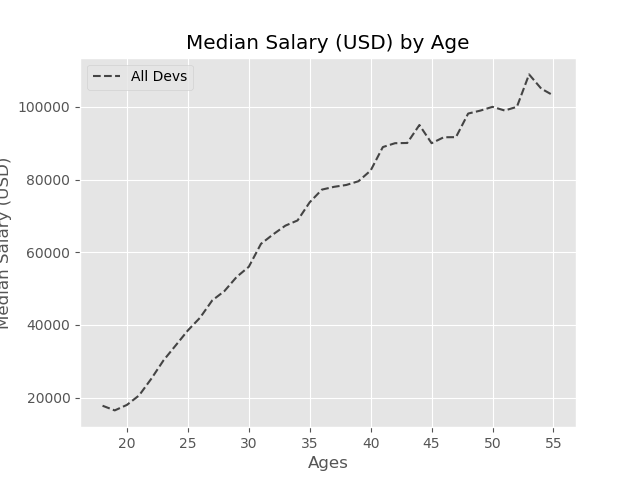 Median Salary (USD) by Age
All Devs
100000
80000
60000
40000
20000
Median Salary (USD)
20 25 30 35 40 45 50 55
Ages